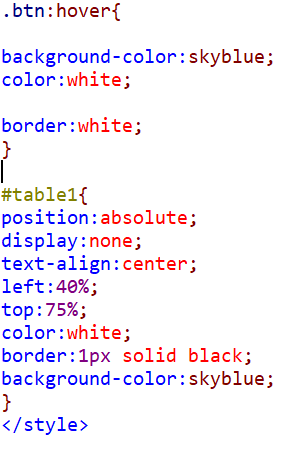 .btn:hover{
background-color:skyblue;
color:white;
border:white;
}
#table1{
position:absolute;
display:none;
text-align:center;
left:40%;
top:75%;
color:white;
border:1px solid black;
background-color:skyblue;
}
</style>